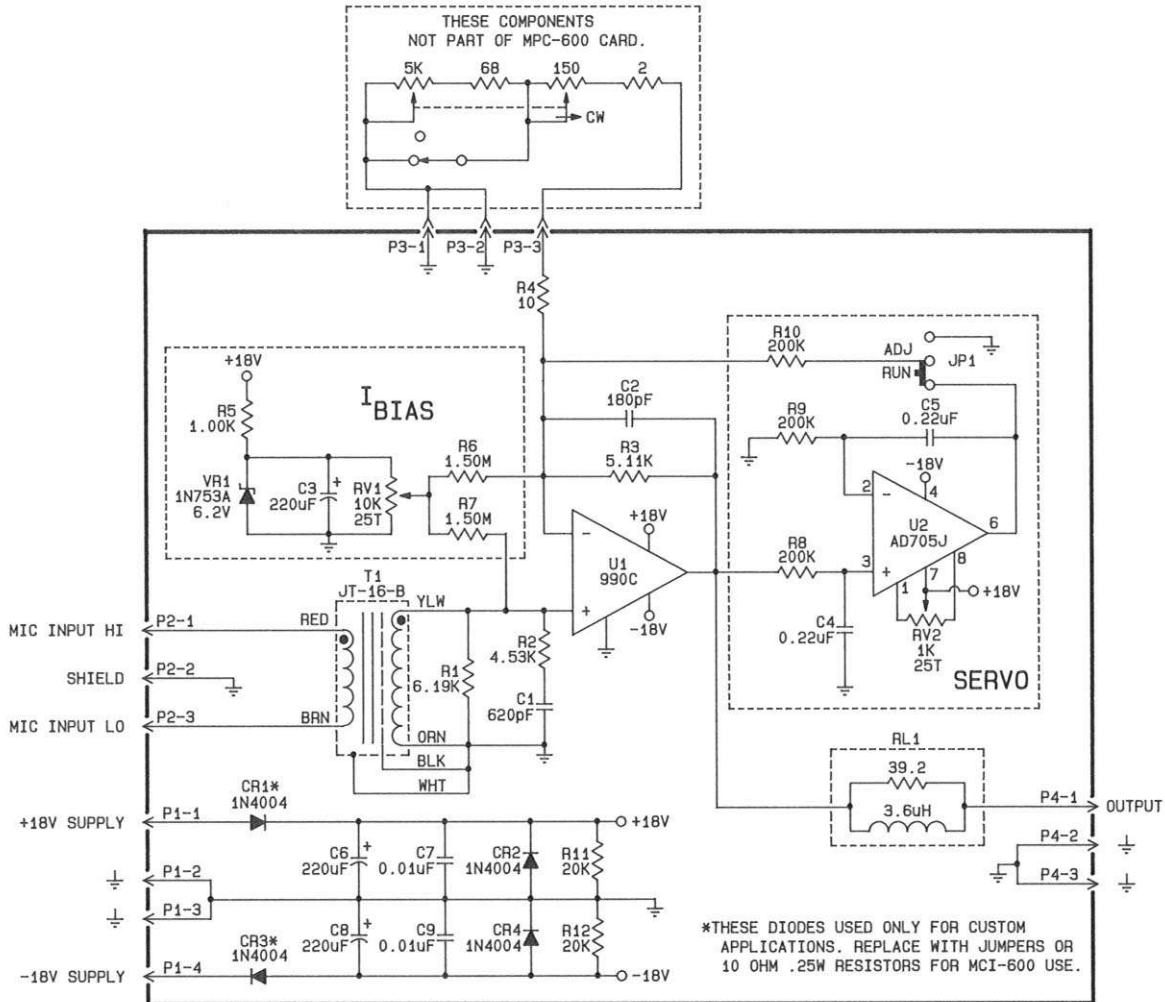 THESE COMPONENTS
NOT PART OF MPC-600 CARD.
5K 68 150 2
CW
P3-1 P3-2 P3-3
R4
10
I BIAS
+18V
R5
1.00K
VR1
1N753A
6.2V
C3
220uF
+
RV1
10K
25T
R6
1.50M
R7
1.50M
C2
180pF
R3
5.11K
-
+
U1
990C
+18V
-18V
R10
200K
ADJ
RUN
JP1
R9
200K
C5
0.22uF
-18V
2
4
-
U2
AD705J
6
R8
200K
3
+
1
7
8
+18V
C4
0.22uF
RV2
1K
25T
SERVO
T1
JT-16-B
MIC INPUT HI P2-1 RED YLW
SHIELD P2-2
MIC INPUT LO P2-3 BRN ORN
BLK
WHT
R1
6.19K
R2
4.53K
C1
620pF
RL1
39.2
3.6uH
P4-1 OUTPUT
P4-2
P4-3
CR1*
1N4004
+18V SUPPLY P1-1 +18V
C6
220uF
+
C7
0.01uF
CR2
1N4004
R11
20K
P1-2
P1-3
C8
220uF
+
C9
0.01uF
CR4
1N4004
R12
20K
CR3*
1N4004
-18V SUPPLY P1-4 -18V
*THESE DIODES USED ONLY FOR CUSTOM
APPLICATIONS. REPLACE WITH JUMPERS OR
10 OHM .25W RESISTORS FOR MCI-600 USE.